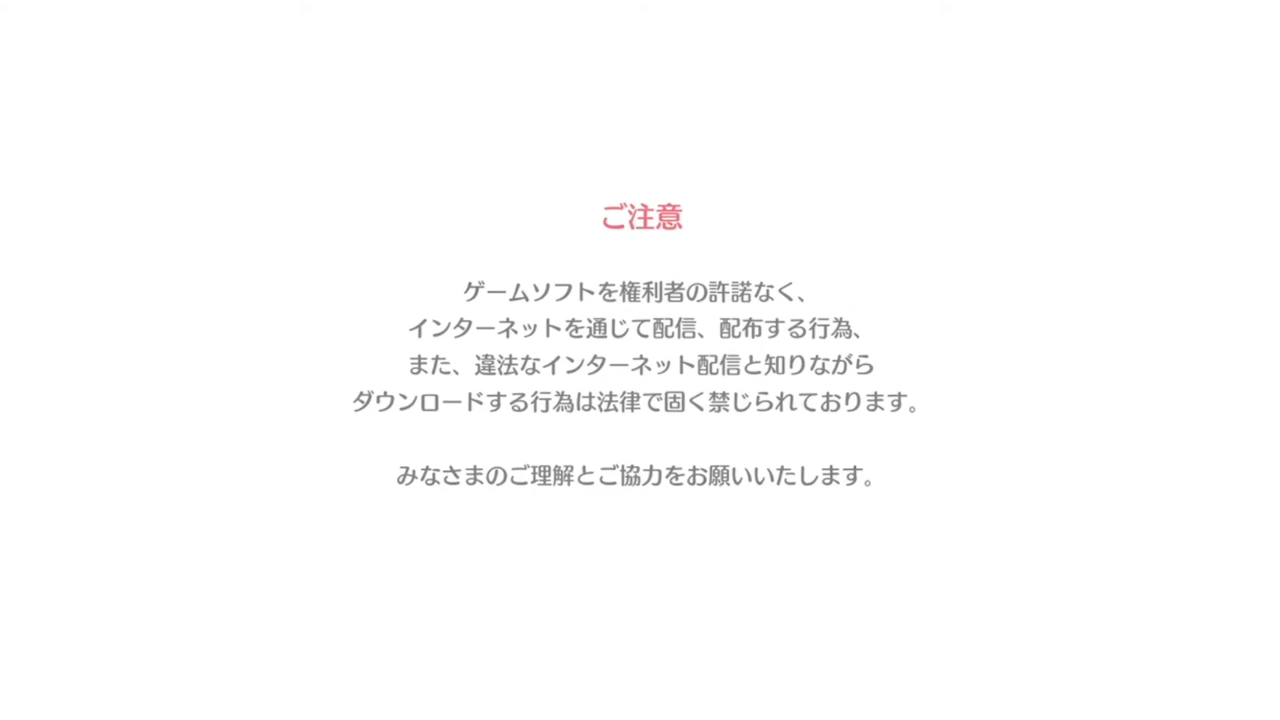 ご注意
ゲームソフトを権利者の許諾なく、
インターネットを通じて配信、配布する行為、
また、違法なインターネット配信と知りながら
ダウンロードする行為は法律で固く禁じられております。
みなさまのご理解とご協力をお願いいたします。